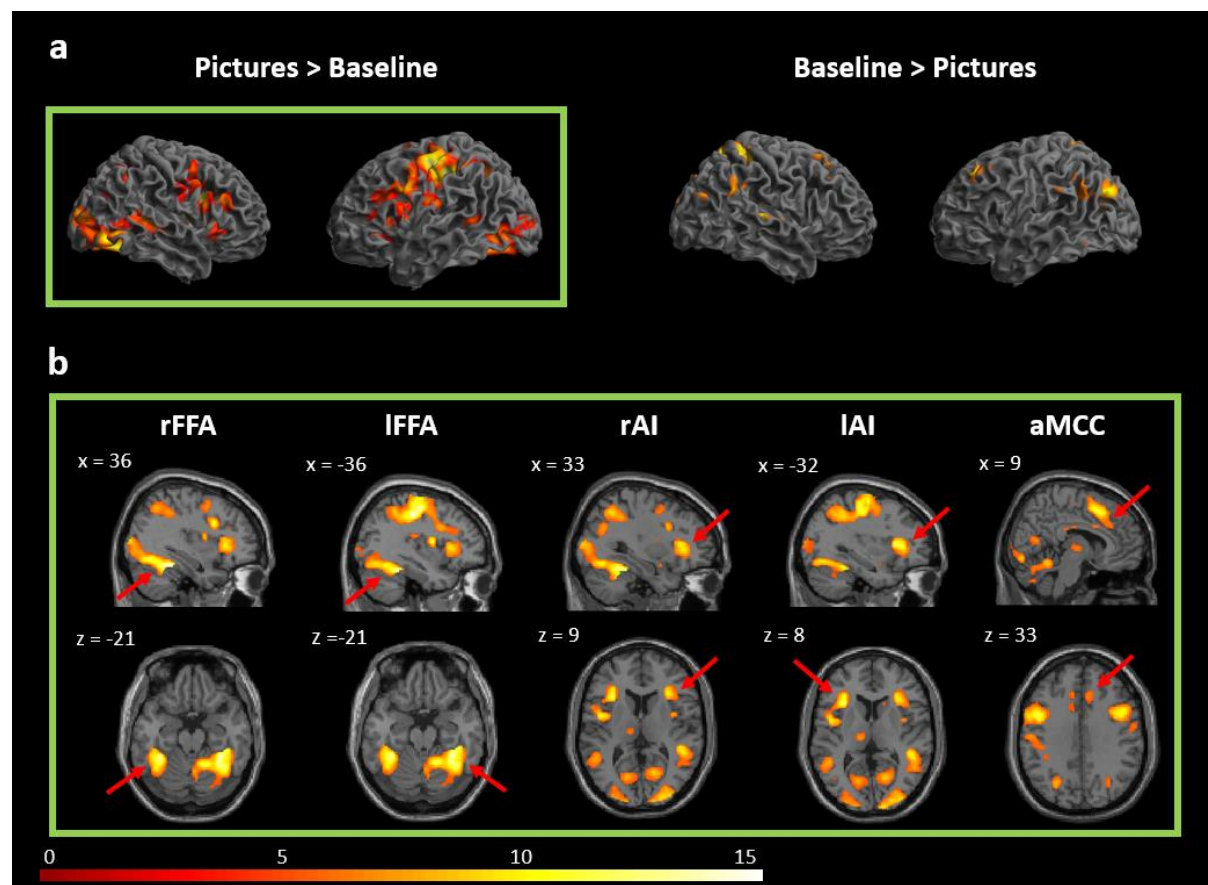 a
Pictures > Baseline
Baseline > Pictures
b
rFFA
lFFA
rAI
lAI
aMCC
x = 36
x = -36
x = 33
x = -32
x = 9
z = -21
z = -21
z = 9
z = 8
z = 33
0
5
10
15